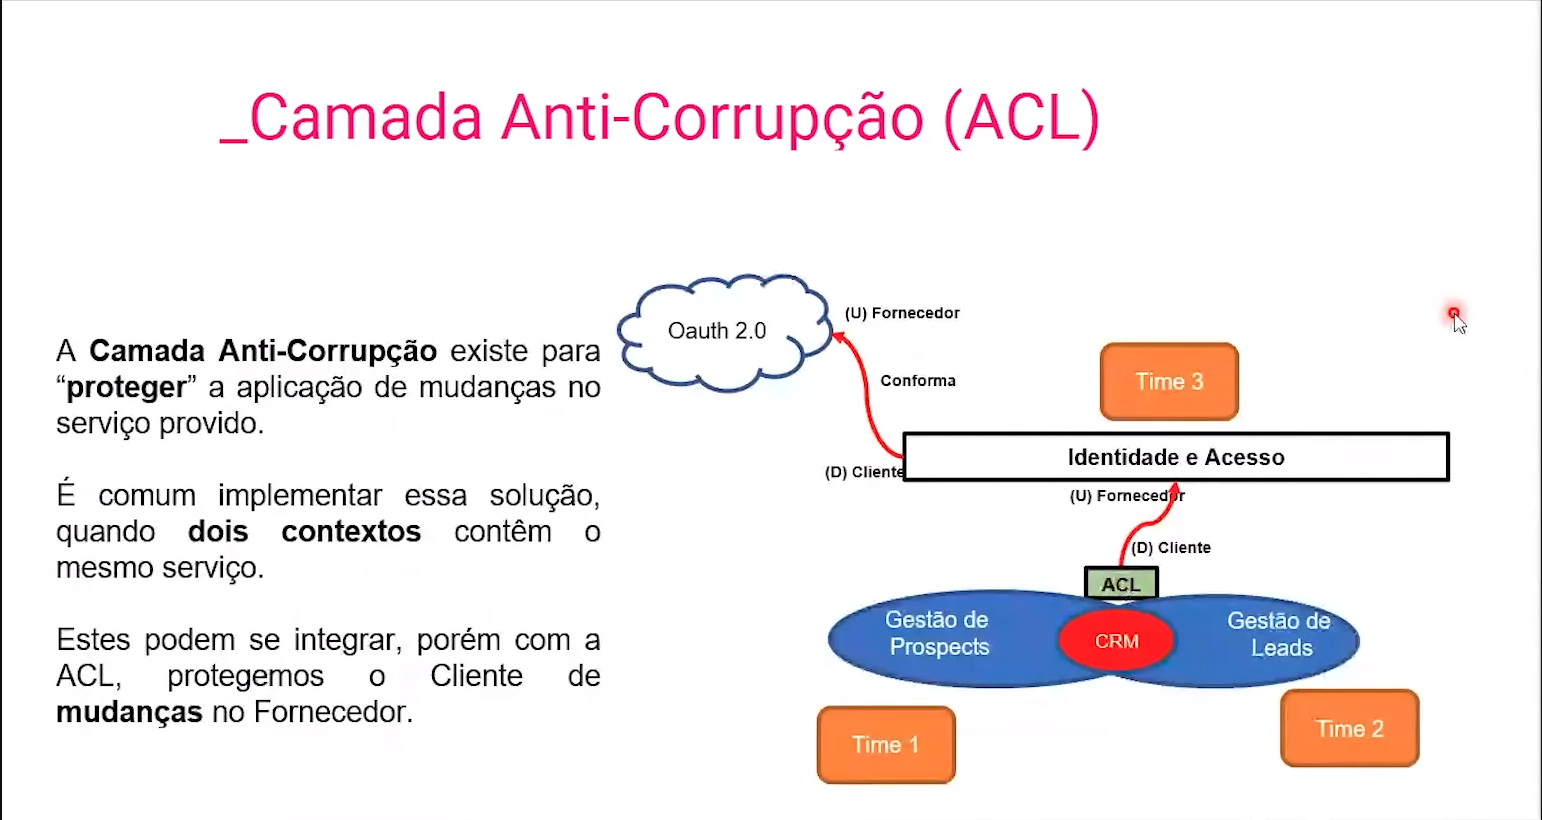 _Camada Anti-Corrupção (ACL)
A Camada Anti-Corrupção existe para
“proteger” a aplicação de mudanças no
serviço provido.
É comum implementar essa solução,
quando dois contextos contêm o
mesmo serviço.
Estes podem se integrar, porém com a
ACL, protegemos o Cliente de
mudanças no Fornecedor.
Oauth 2.0
(U) Fornecedor
Conforma
Time 3
(D) Cliente
Identidade e Acesso
(U) Fornecedor
(D) Cliente
ACL
Gestão de
Prospects
CRM
Gestão de
Leads
Time 1
Time 2